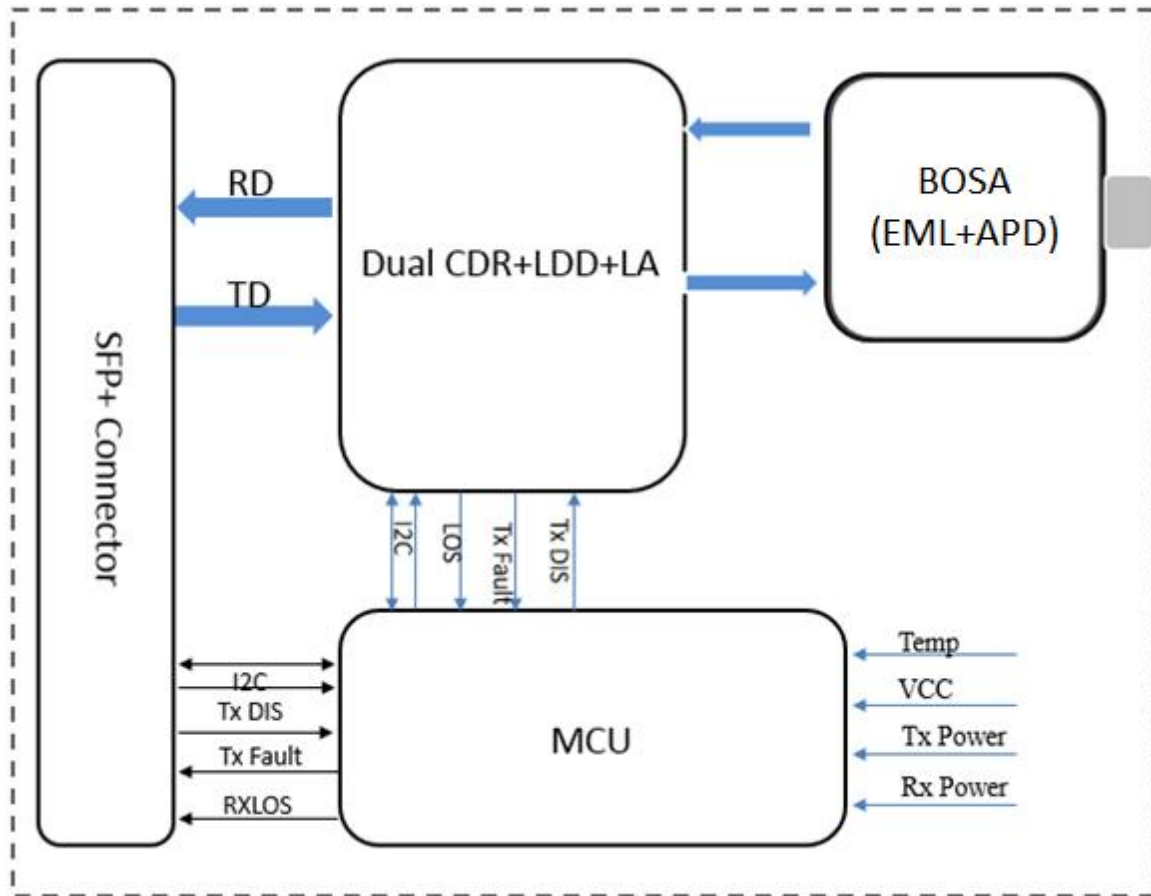 RD
TD
SFP+ Connector
Dual CDR+LDD+LA
BOSA
(EML+APD)
I2C
LOS
Tx Fault
Tx DIS
I2C
Tx DIS
Tx Fault
RXLOS
MCU
Temp
VCC
Tx Power
Rx Power